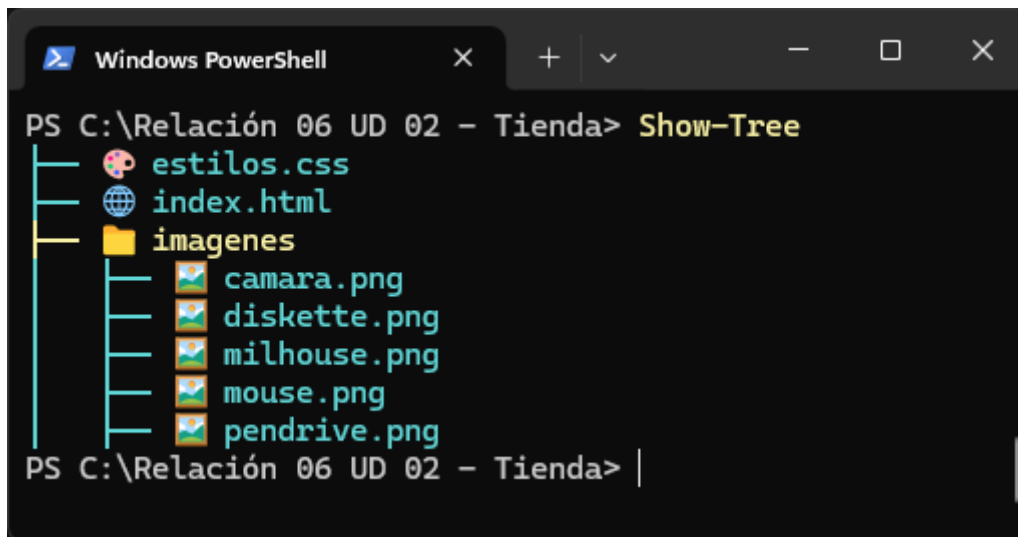 Windows PowerShell
PS C:\Relación 06 UD 02 - Tienda> Show-Tree
├── estilos.css
├── index.html
├── imagenes
│   ├── camara.png
│   ├── diskette.png
│   ├── milhouse.png
│   ├── mouse.png
│   ├── pendrive.png
PS C:\Relación 06 UD 02 - Tienda>